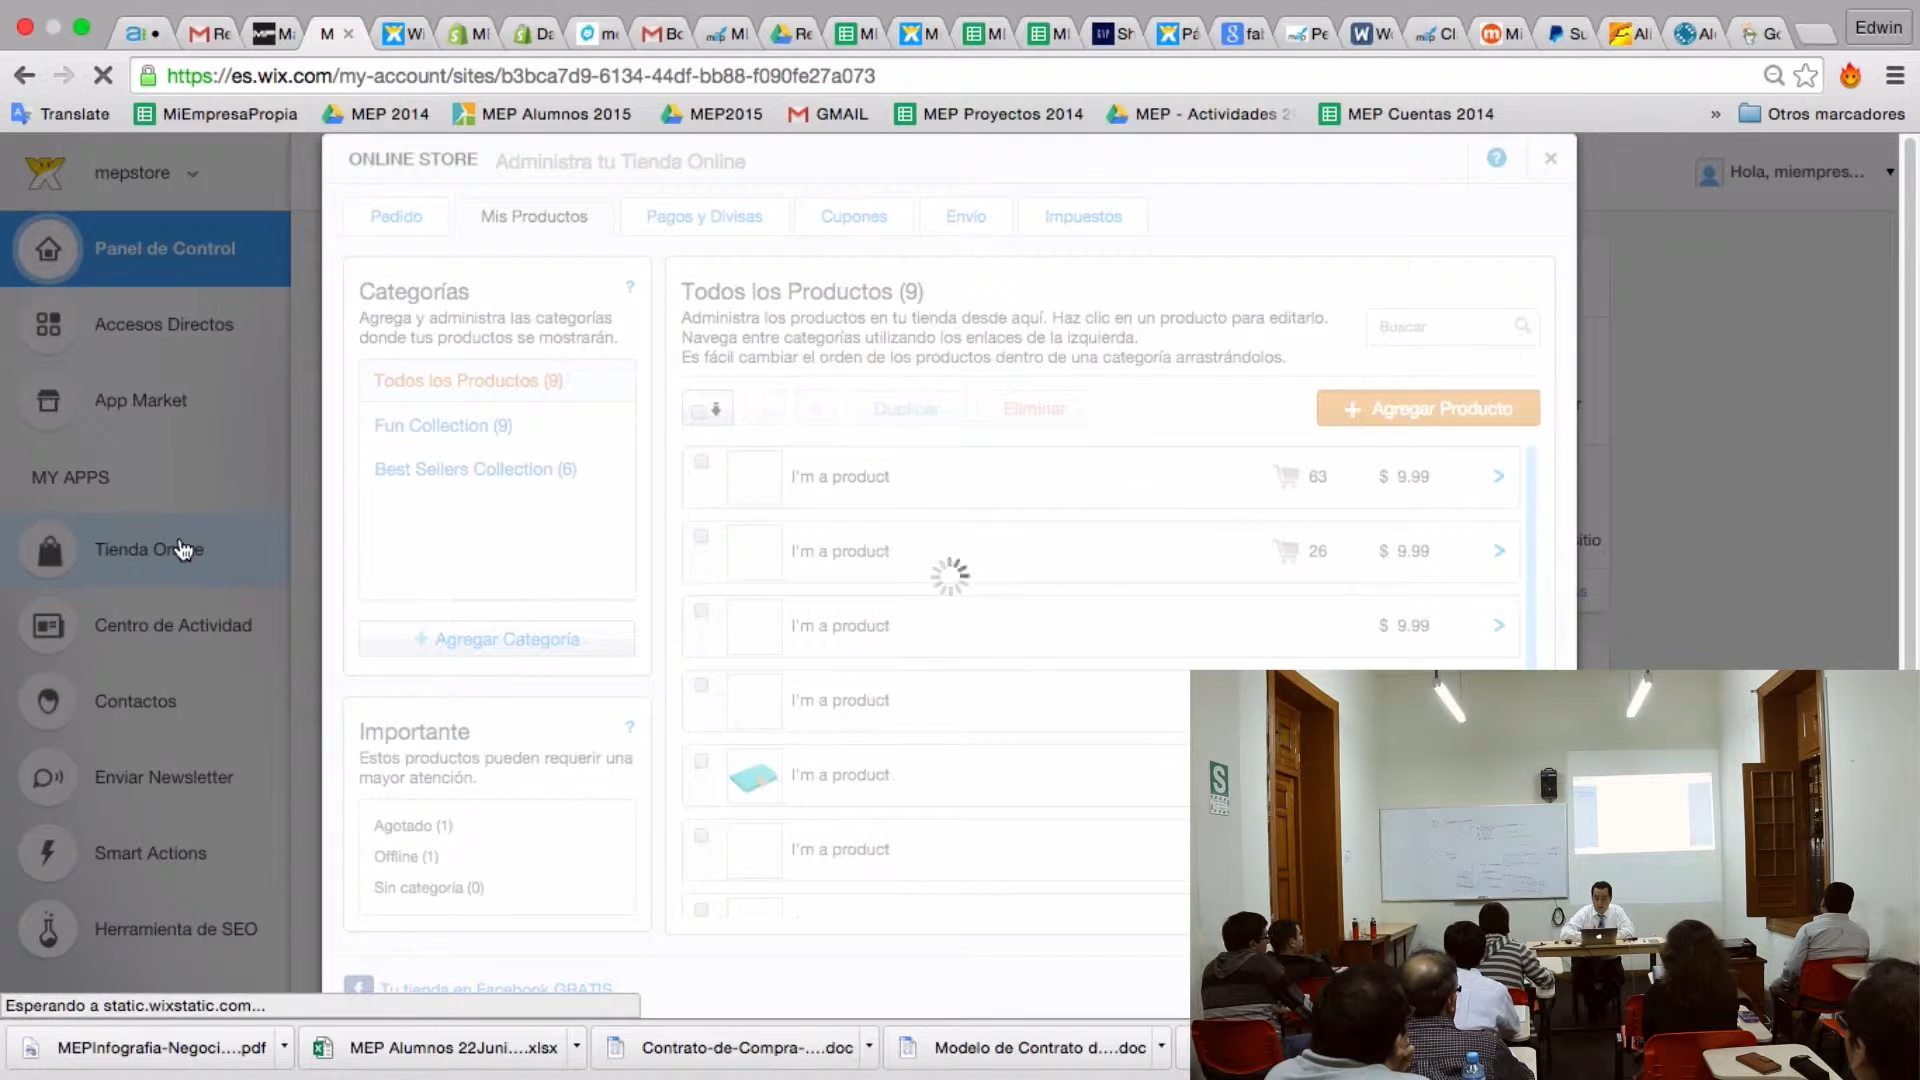 Edwin
https://es.wix.com/my-account/sites/b3bca7d9-6134-44df-bb88-f090fe27a073
Translate
MiEmpresaPropia
MEP 2014
MEP Alumnos 2015
MEP2015
GMAIL
MEP Proyectos 2014
MEP - Actividades 2
MEP Cuentas 2014
»
Otros marcadores
mepstore
Hola, miempres...
Panel de Control
Accesos Directos
App Market
MY APPS
Tienda Online
Centro de Actividad
Contactos
Enviar Newsletter
Smart Actions
Herramienta de SEO
ONLINE STORE Administra tu Tienda Online
?
Pedido
Mis Productos
Pagos y Divisas
Cupones
Envío
Impuestos
Categorías
?
Agrega y administra las categorías
donde tus productos se mostrarán.
Todos los Productos (9)
Fun Collection (9)
Best Sellers Collection (6)
+ Agregar Categoría
Importante
?
Estos productos pueden requerir una
mayor atención.
Agotado (1)
Offline (1)
Sin categoría (0)
Todos los Productos (9)
Administra los productos en tu tienda desde aquí. Haz clic en un producto para editarlo.
Navega entre categorías utilizando los enlaces de la izquierda.
Es fácil cambiar el orden de los productos dentro de una categoría arrastrándolos.
Buscar
Duplicar
Eliminar
+ Agregar Producto
I'm a product 63 $ 9.99 >
I'm a product 26 $ 9.99 >
I'm a product $ 9.99 >
I'm a product
I'm a product
I'm a product
Tu tienda en Facebook GRATIS
Esperando a static.wixstatic.com...
MEPInfografia-Negoci....pdf
MEP Alumnos 22Juni....xlsx
Contrato-de-Compra-....doc
Modelo de Contrato d....doc
S